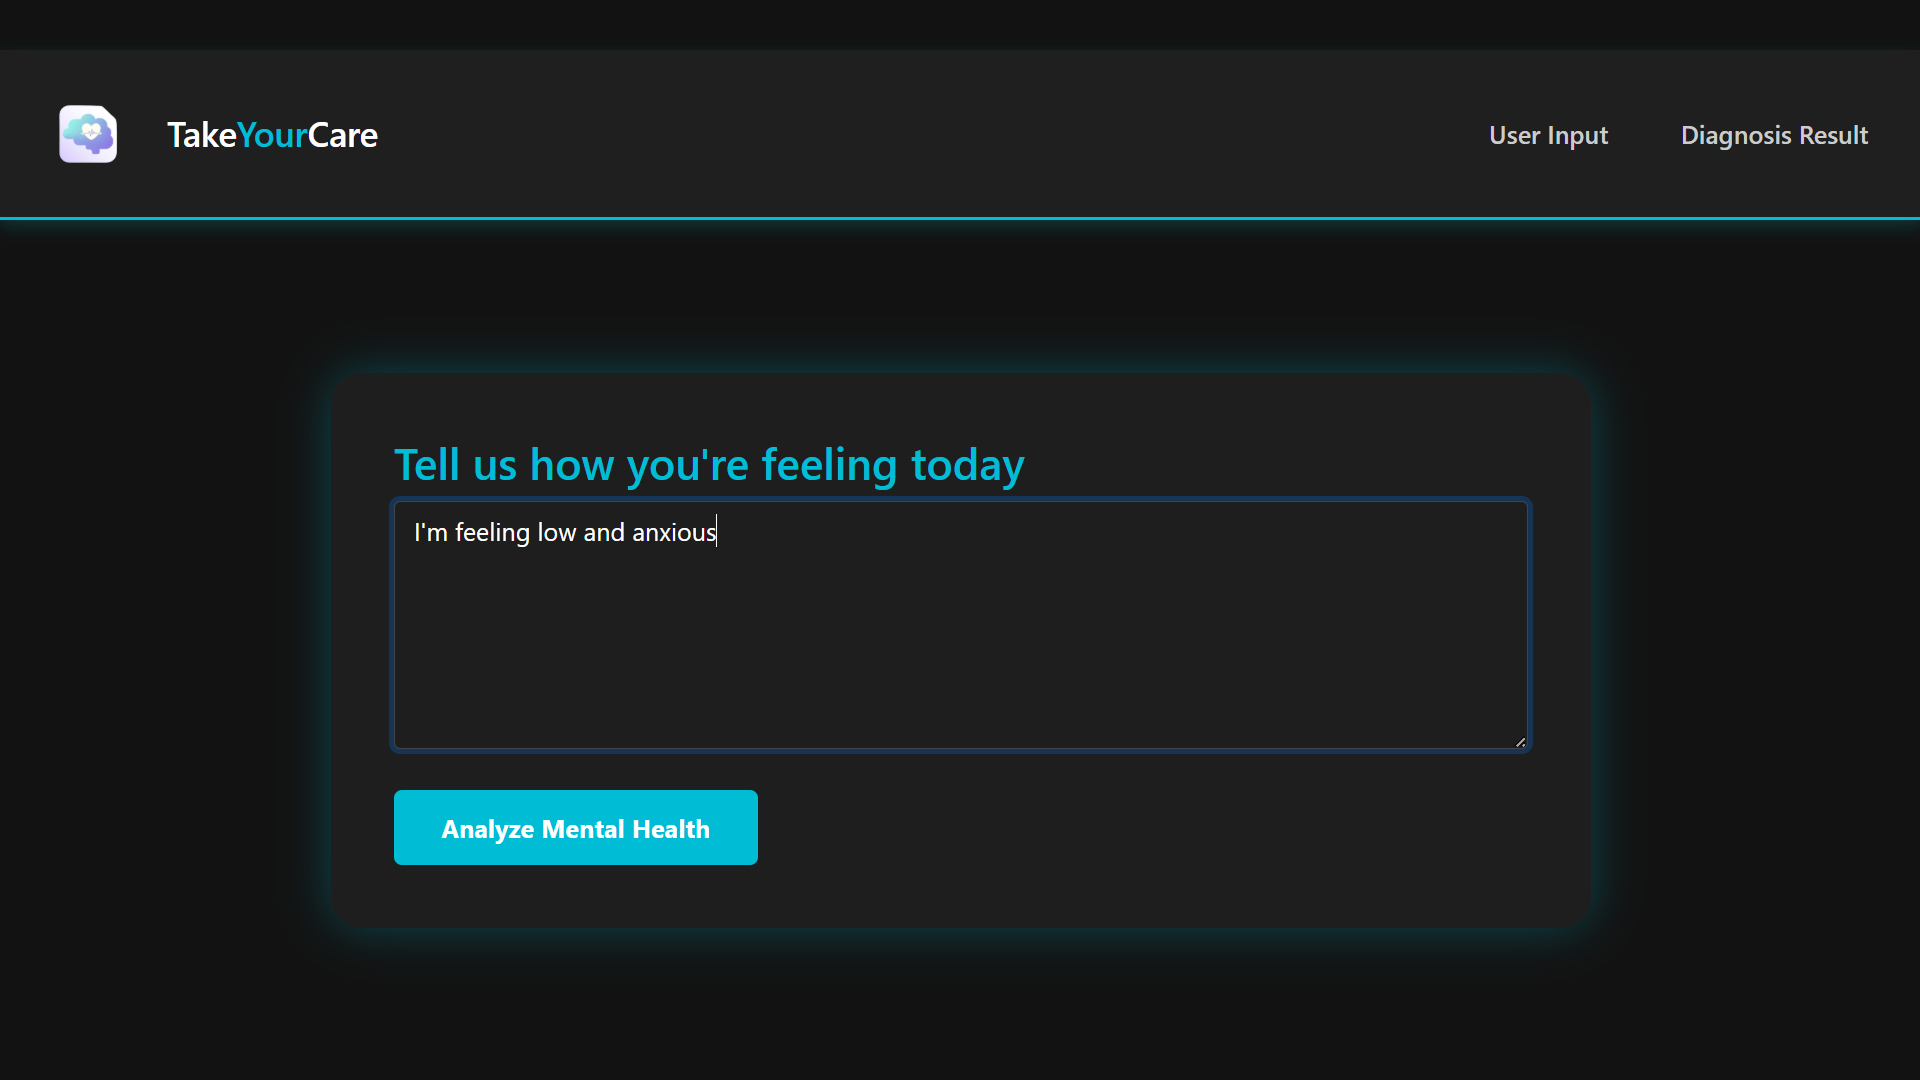 TakeYourCare
User Input
Diagnosis Result
Tell us how you're feeling today
I'm feeling low and anxious
Analyze Mental Health